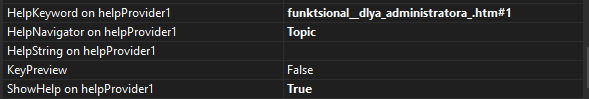 HelpKeyword on helpProvider1 funktsional__dlya_administratora_.htm#1
HelpNavigator on helpProvider1 Topic
HelpString on helpProvider1
KeyPreview False
ShowHelp on helpProvider1 True